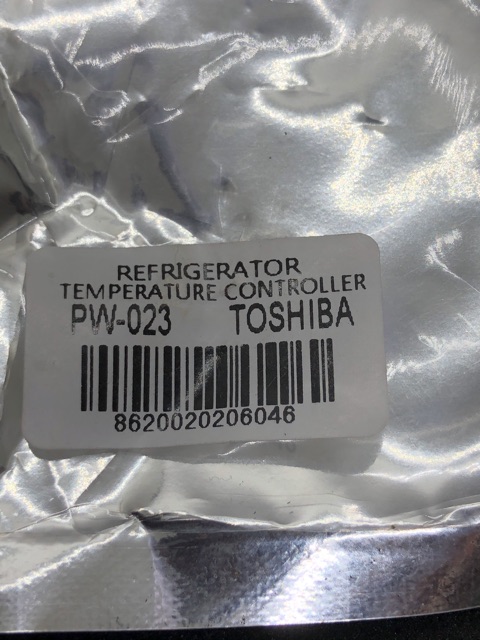 REFRIGERATOR
TEMPERATURE CONTROLLER
PW-023 TOSHIBA
8620020206046